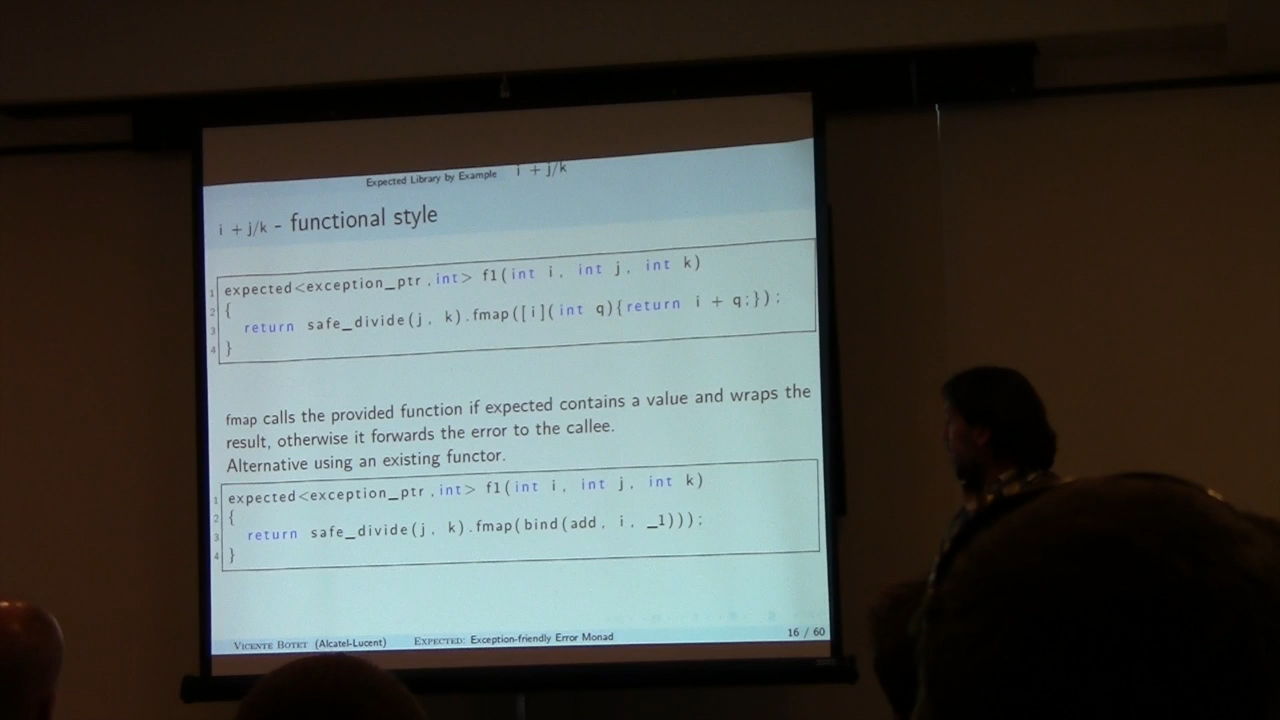 Expected Library by Example i + j/k
i + j/k - functional style
1 expected<exception_ptr,int> f1(int i, int j, int k)
2 {
3 return safe_divide(j, k).fmap([i](int q){return i + q;});
4 }
fmap calls the provided function if expected contains a value and wraps the
result, otherwise it forwards the error to the callee.
Alternative using an existing functor.
1 expected<exception_ptr,int> f1(int i, int j, int k)
2 {
3 return safe_divide(j, k).fmap(bind(add, i, _1)));
4 }
VICENTE BOTET (Alcatel-Lucent) EXPECTED: Exception-friendly Error Monad 16 / 60